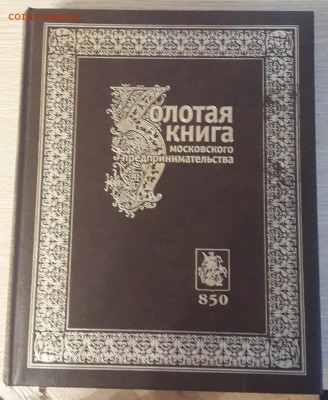 Золотая
книга
московского
предпринимательства
850